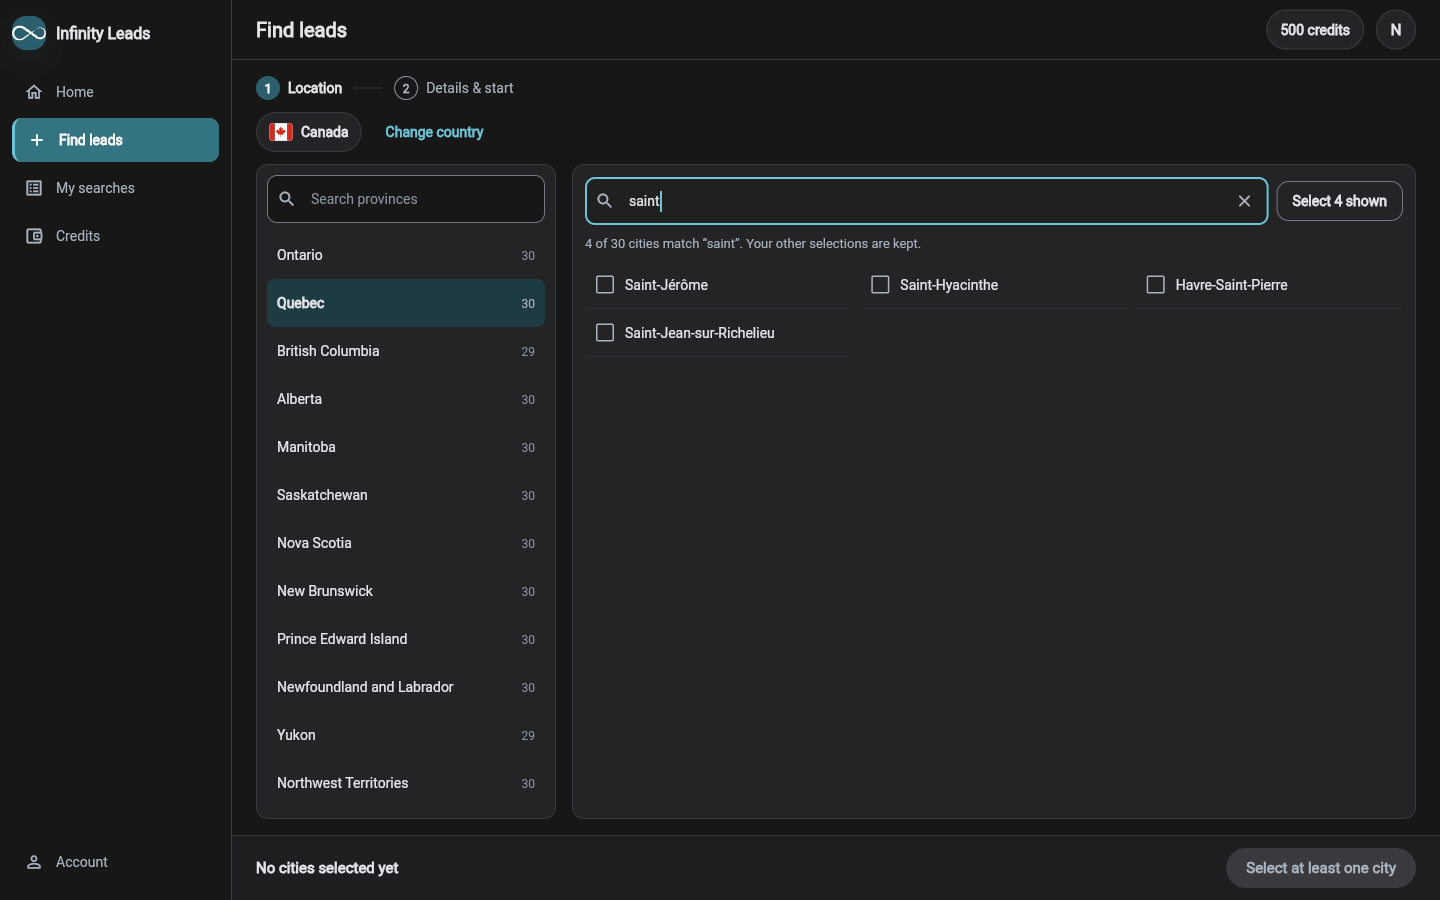 Infinity Leads
Home
Find leads
My searches
Credits
Account
Find leads
500 credits
N
1 Location
2 Details & start
Canada
Change country
Search provinces
Ontario 30
Quebec 30
British Columbia 29
Alberta 30
Manitoba 30
Saskatchewan 30
Nova Scotia 30
New Brunswick 30
Prince Edward Island 30
Newfoundland and Labrador 30
Yukon 29
Northwest Territories 30
saint
Select 4 shown
4 of 30 cities match “saint”. Your other selections are kept.
Saint-Jérôme
Saint-Hyacinthe
Havre-Saint-Pierre
Saint-Jean-sur-Richelieu
No cities selected yet
Select at least one city